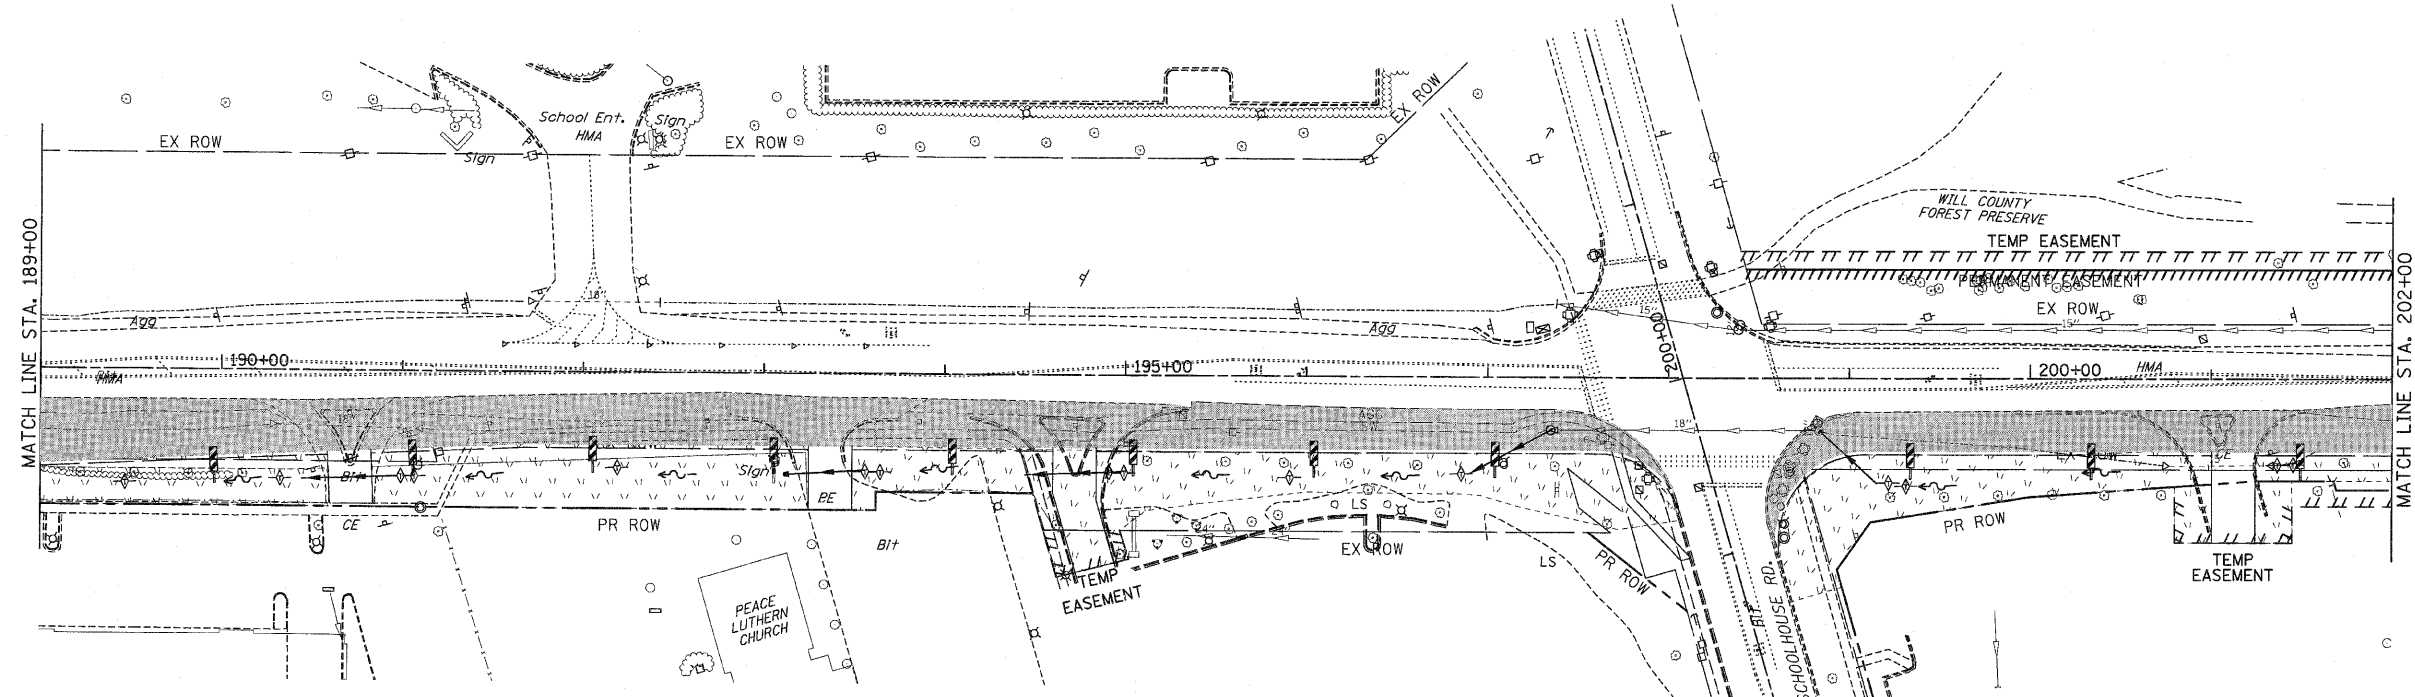 School Ent.
HMA
Sign
EX ROW
Sign
EX ROW
EX ROW
WILL COUNTY
FOREST PRESERVE
TEMP EASEMENT
PERMANENT EASEMENT
EX ROW
MATCH LINE STA. 189+00
MATCH LINE STA. 202+00
18"
Agg
Agg
15"
15"
190+00
195+00
200+00
200+00
HMA
HMA
18"
Sign
Bit
CE
PE
CE
PR ROW
Bit
LS
24"
EX ROW
LS
PR ROW
PR ROW
TEMP
EASEMENT
TEMP
EASEMENT
PEACE
LUTHERN
CHURCH
Bit
SCHOOLHOUSE RD.